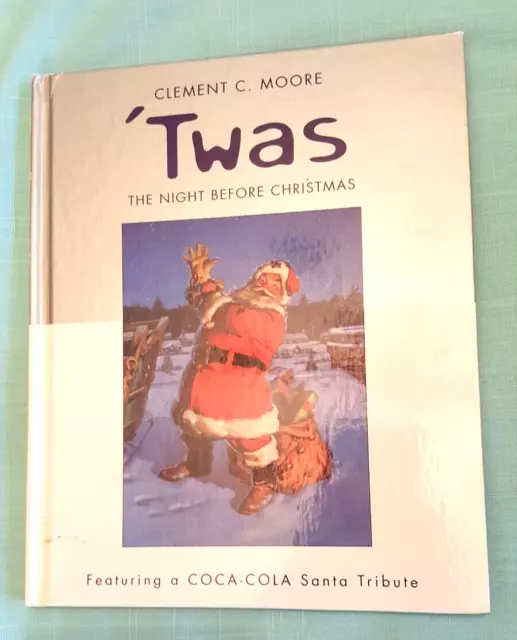 CLEMENT C. MOORE
'Twas
THE NIGHT BEFORE CHRISTMAS
Featuring a COCA-COLA Santa Tribute